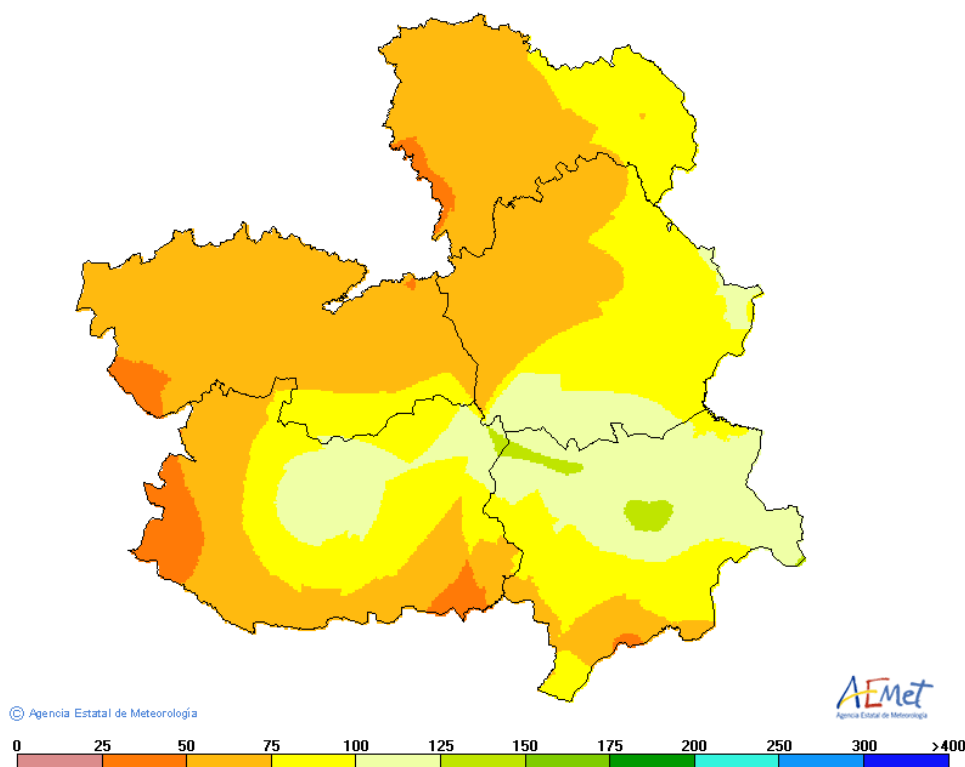 © Agencia Estatal de Meteorología
AEMet
Agencia Estatal de Meteorología
0 25 50 75 100 125 150 175 200 250 300 >400